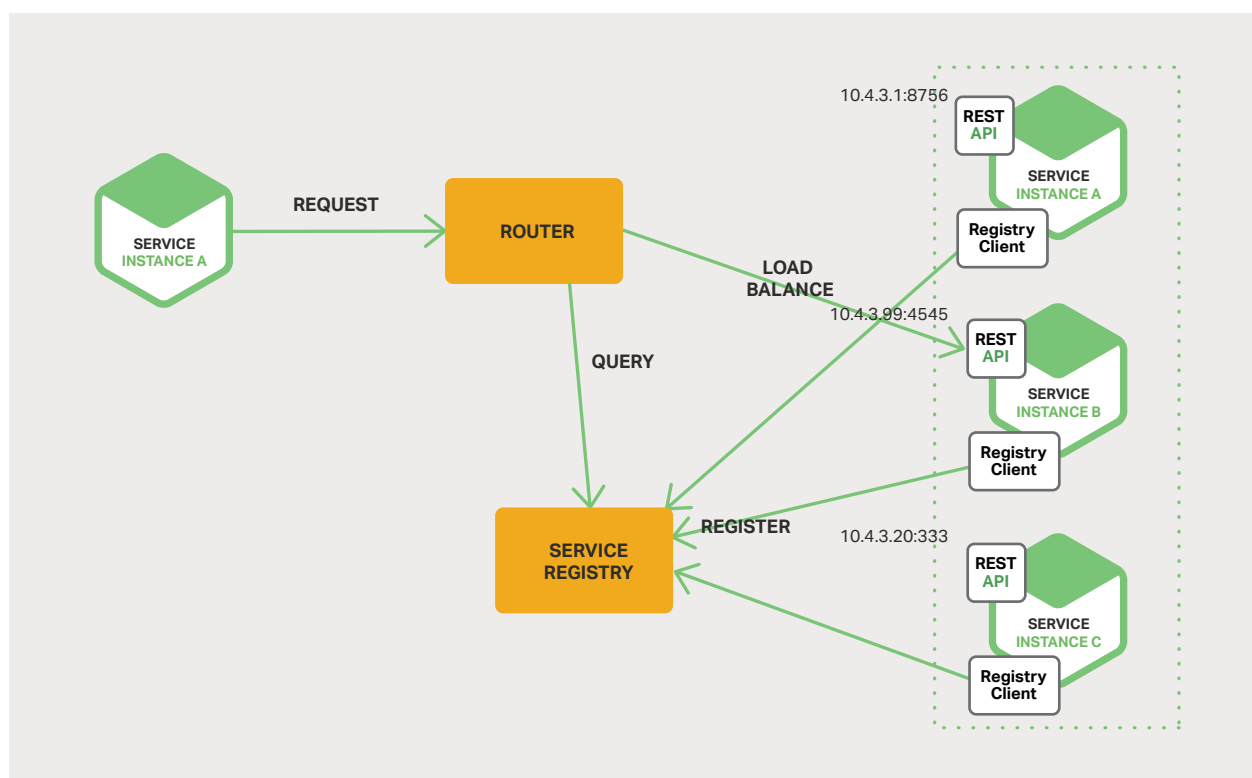 SERVICE
INSTANCE A
REQUEST
ROUTER
LOAD
BALANCE
QUERY
SERVICE
REGISTRY
REGISTER
10.4.3.1:8756
REST
API
SERVICE
INSTANCE A
Registry
Client
10.4.3.99:4545
REST
API
SERVICE
INSTANCE B
Registry
Client
10.4.3.20:333
REST
API
SERVICE
INSTANCE C
Registry
Client